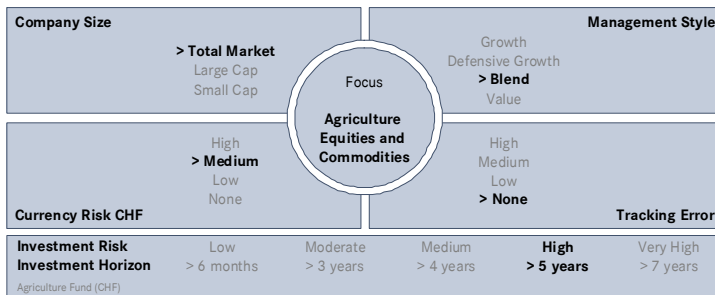 Company Size
> Total Market
Large Cap
Small Cap
Management Style
Growth
Defensive Growth
> Blend
Value
Focus
Agriculture
Equities and
Commodities
High
> Medium
Low
None
Currency Risk CHF
High
Medium
Low
> None
Tracking Error
Investment Risk Low Moderate Medium High Very High
Investment Horizon > 6 months > 3 years > 4 years > 5 years > 7 years
Agriculture Fund (CHF)